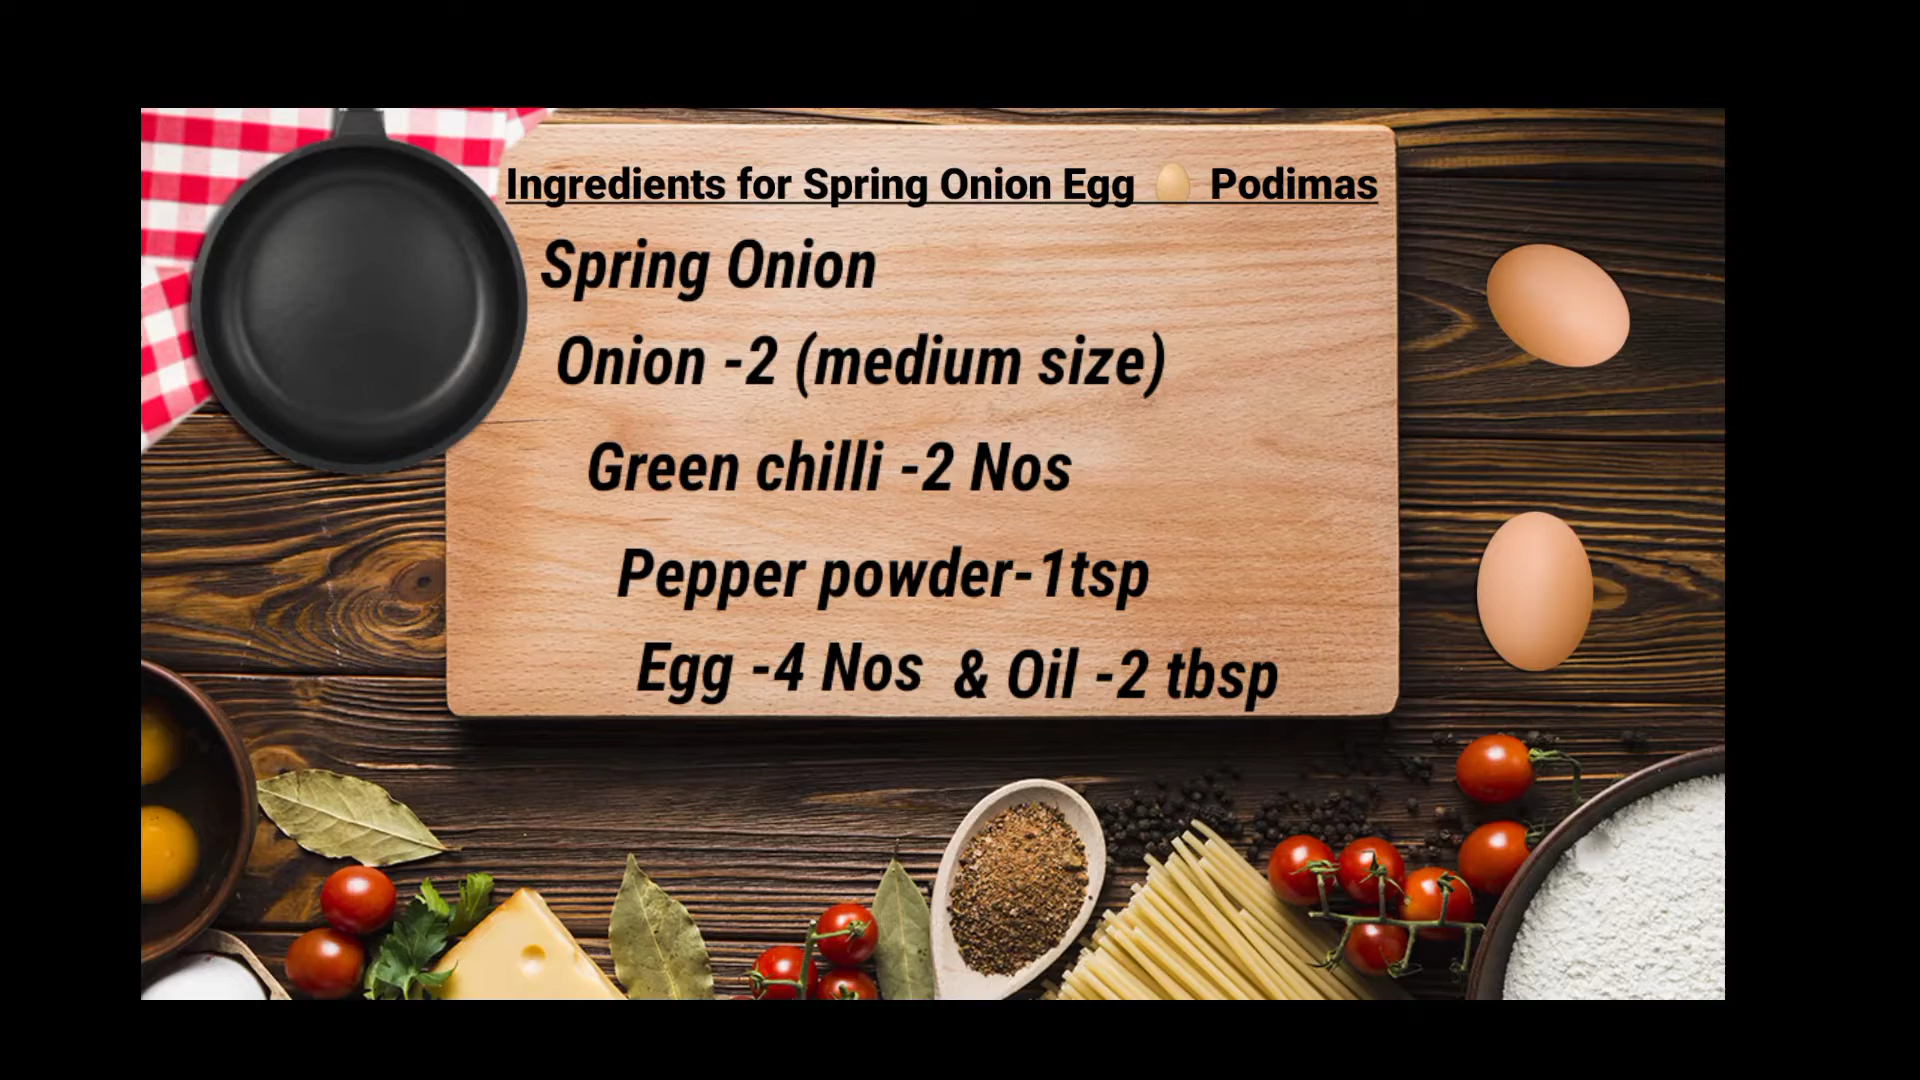 Ingredients for Spring Onion Egg 🥚 Podimas
Spring Onion
Onion -2 (medium size)
Green chilli -2 Nos
Pepper powder-1tsp
Egg -4 Nos & Oil -2 tbsp